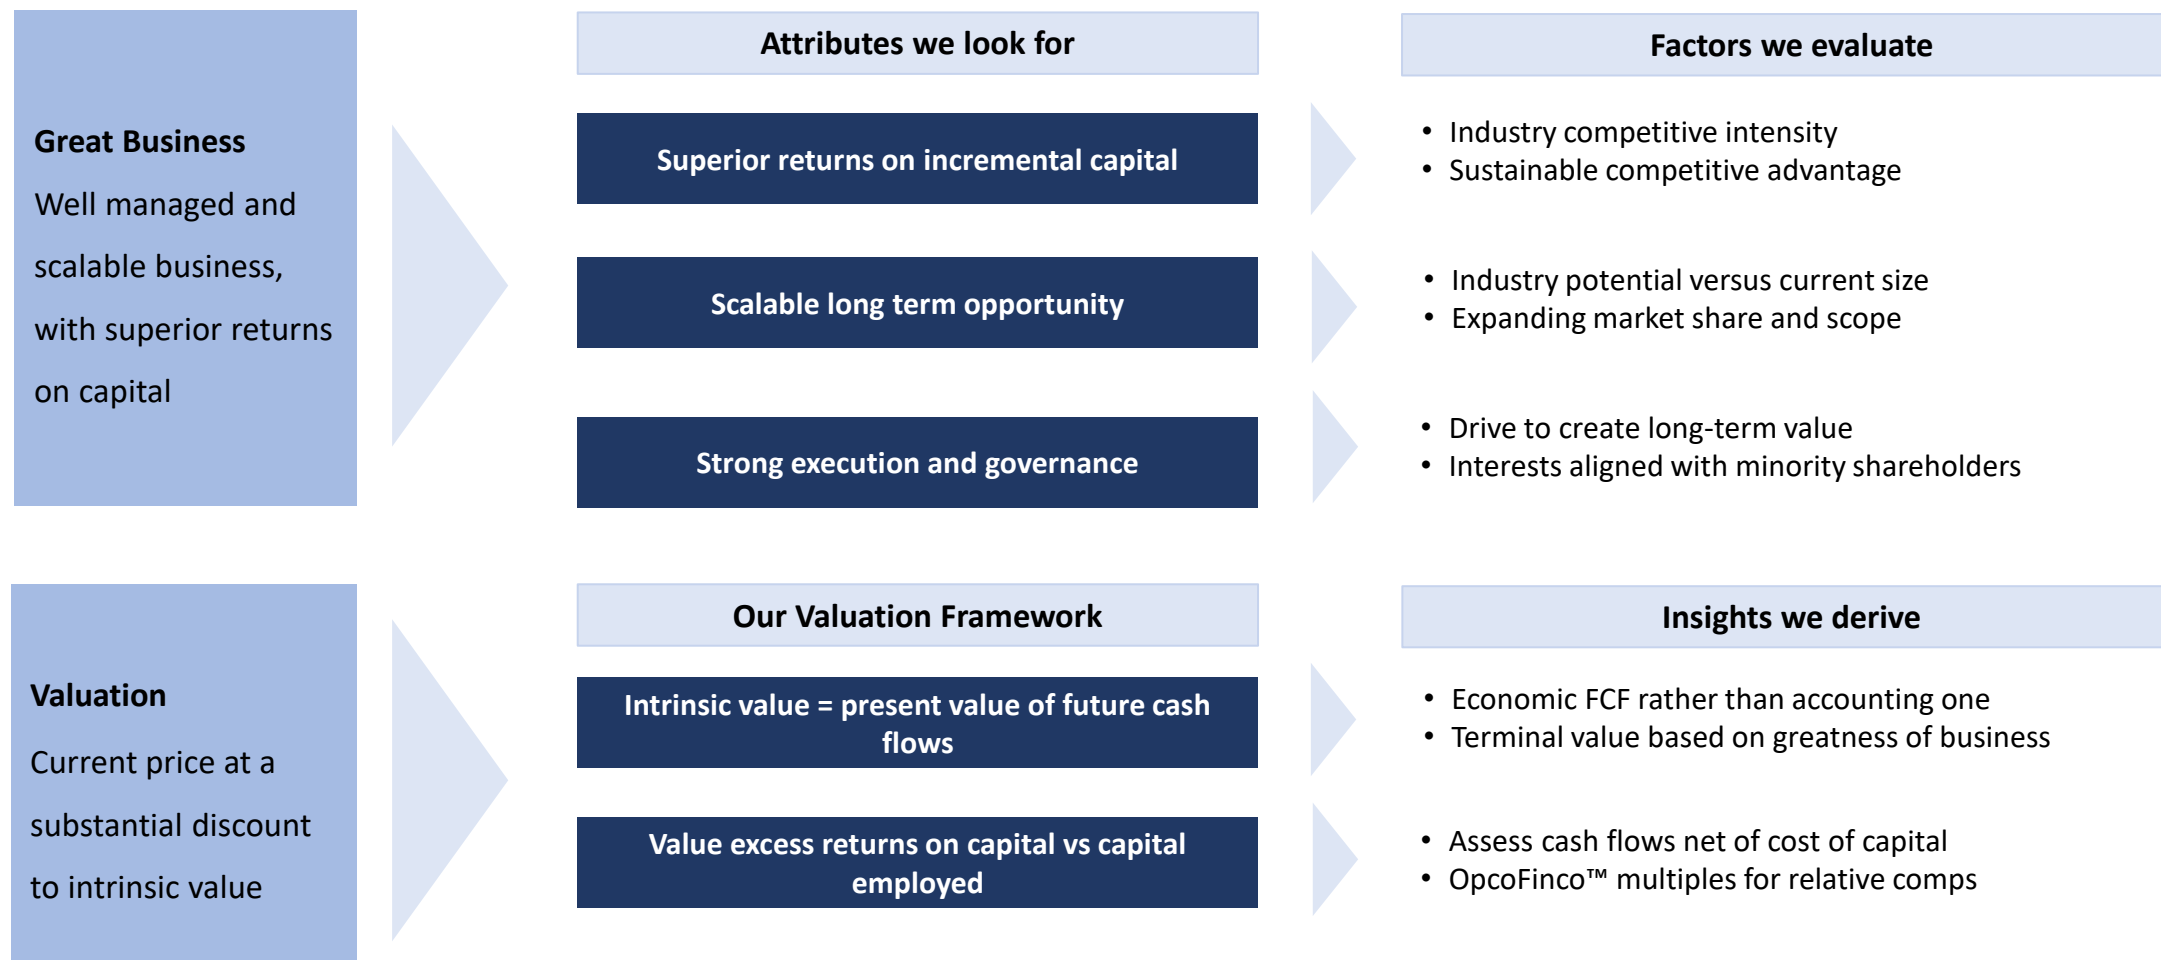 Great Business
Well managed and
scalable business,
with superior returns
on capital
Attributes we look for
Superior returns on incremental capital
Scalable long term opportunity
Strong execution and governance
Factors we evaluate
• Industry competitive intensity
• Sustainable competitive advantage
• Industry potential versus current size
• Expanding market share and scope
• Drive to create long-term value
• Interests aligned with minority shareholders
Valuation
Current price at a
substantial discount
to intrinsic value
Our Valuation Framework
Intrinsic value = present value of future cash
flows
Value excess returns on capital vs capital
employed
Insights we derive
• Economic FCF rather than accounting one
• Terminal value based on greatness of business
• Assess cash flows net of cost of capital
• OpcoFinco™ multiples for relative comps